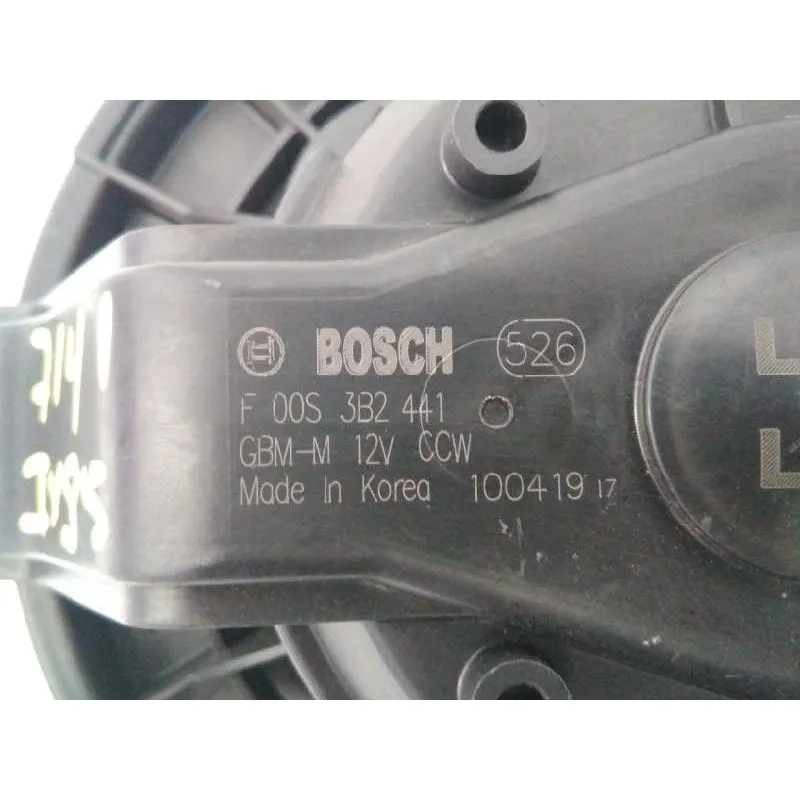 BOSCH 526
F 00S 3B2 441
GBM-M 12V CCW
Made In Korea 100419 17